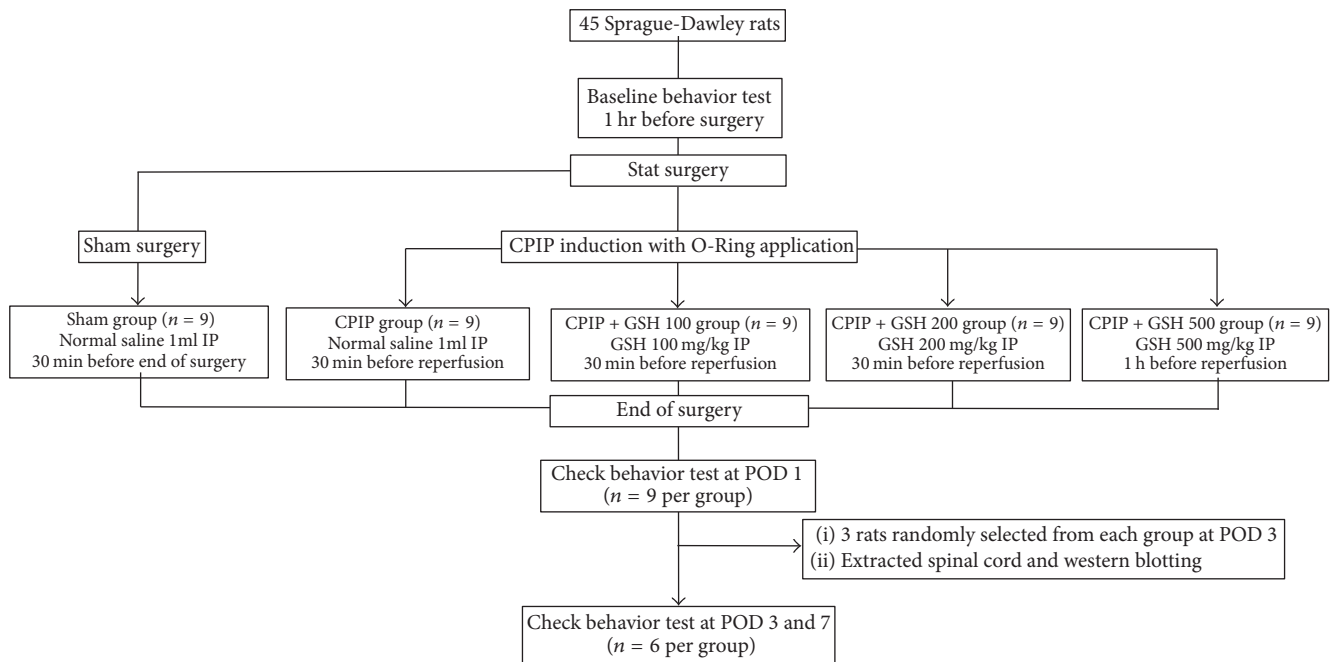 45 Sprague-Dawley rats
Baseline behavior test
1 hr before surgery
Stat surgery
Sham surgery
CPIP induction with O-Ring application
Sham group (n = 9)
Normal saline 1ml IP
30 min before end of surgery
CPIP group (n = 9)
Normal saline 1ml IP
30 min before reperfusion
CPIP + GSH 100 group (n = 9)
GSH 100 mg/kg IP
30 min before reperfusion
CPIP + GSH 200 group (n = 9)
GSH 200 mg/kg IP
30 min before reperfusion
CPIP + GSH 500 group (n = 9)
GSH 500 mg/kg IP
1 h before reperfusion
End of surgery
Check behavior test at POD 1
(n = 9 per group)
(i) 3 rats randomly selected from each group at POD 3
(ii) Extracted spinal cord and western blotting
Check behavior test at POD 3 and 7
(n = 6 per group)